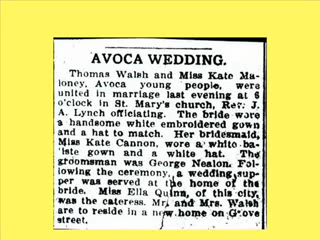 AVOCA WEDDING.
Thomas Walsh and Miss Kate Ma-
loney, Avoca young people, were
united in marriage last evening at 6
o'clock in St. Mary's church, Rev. J.
A. Lynch officiating. The bride wore
a handsome white embroidered gown
and a hat to match. Her bridesmaid,
Miss Kate Cannon, wore a white ba-
tiste gown and a white hat. The
groomsman was George Nealon. Fol-
lowing the ceremony, a wedding sup-
per was served at the home of the
bride. Miss Ella Quinn, of this city,
was the cateress. Mr. and Mrs. Walsh
are to reside in a new home on Grove
street.